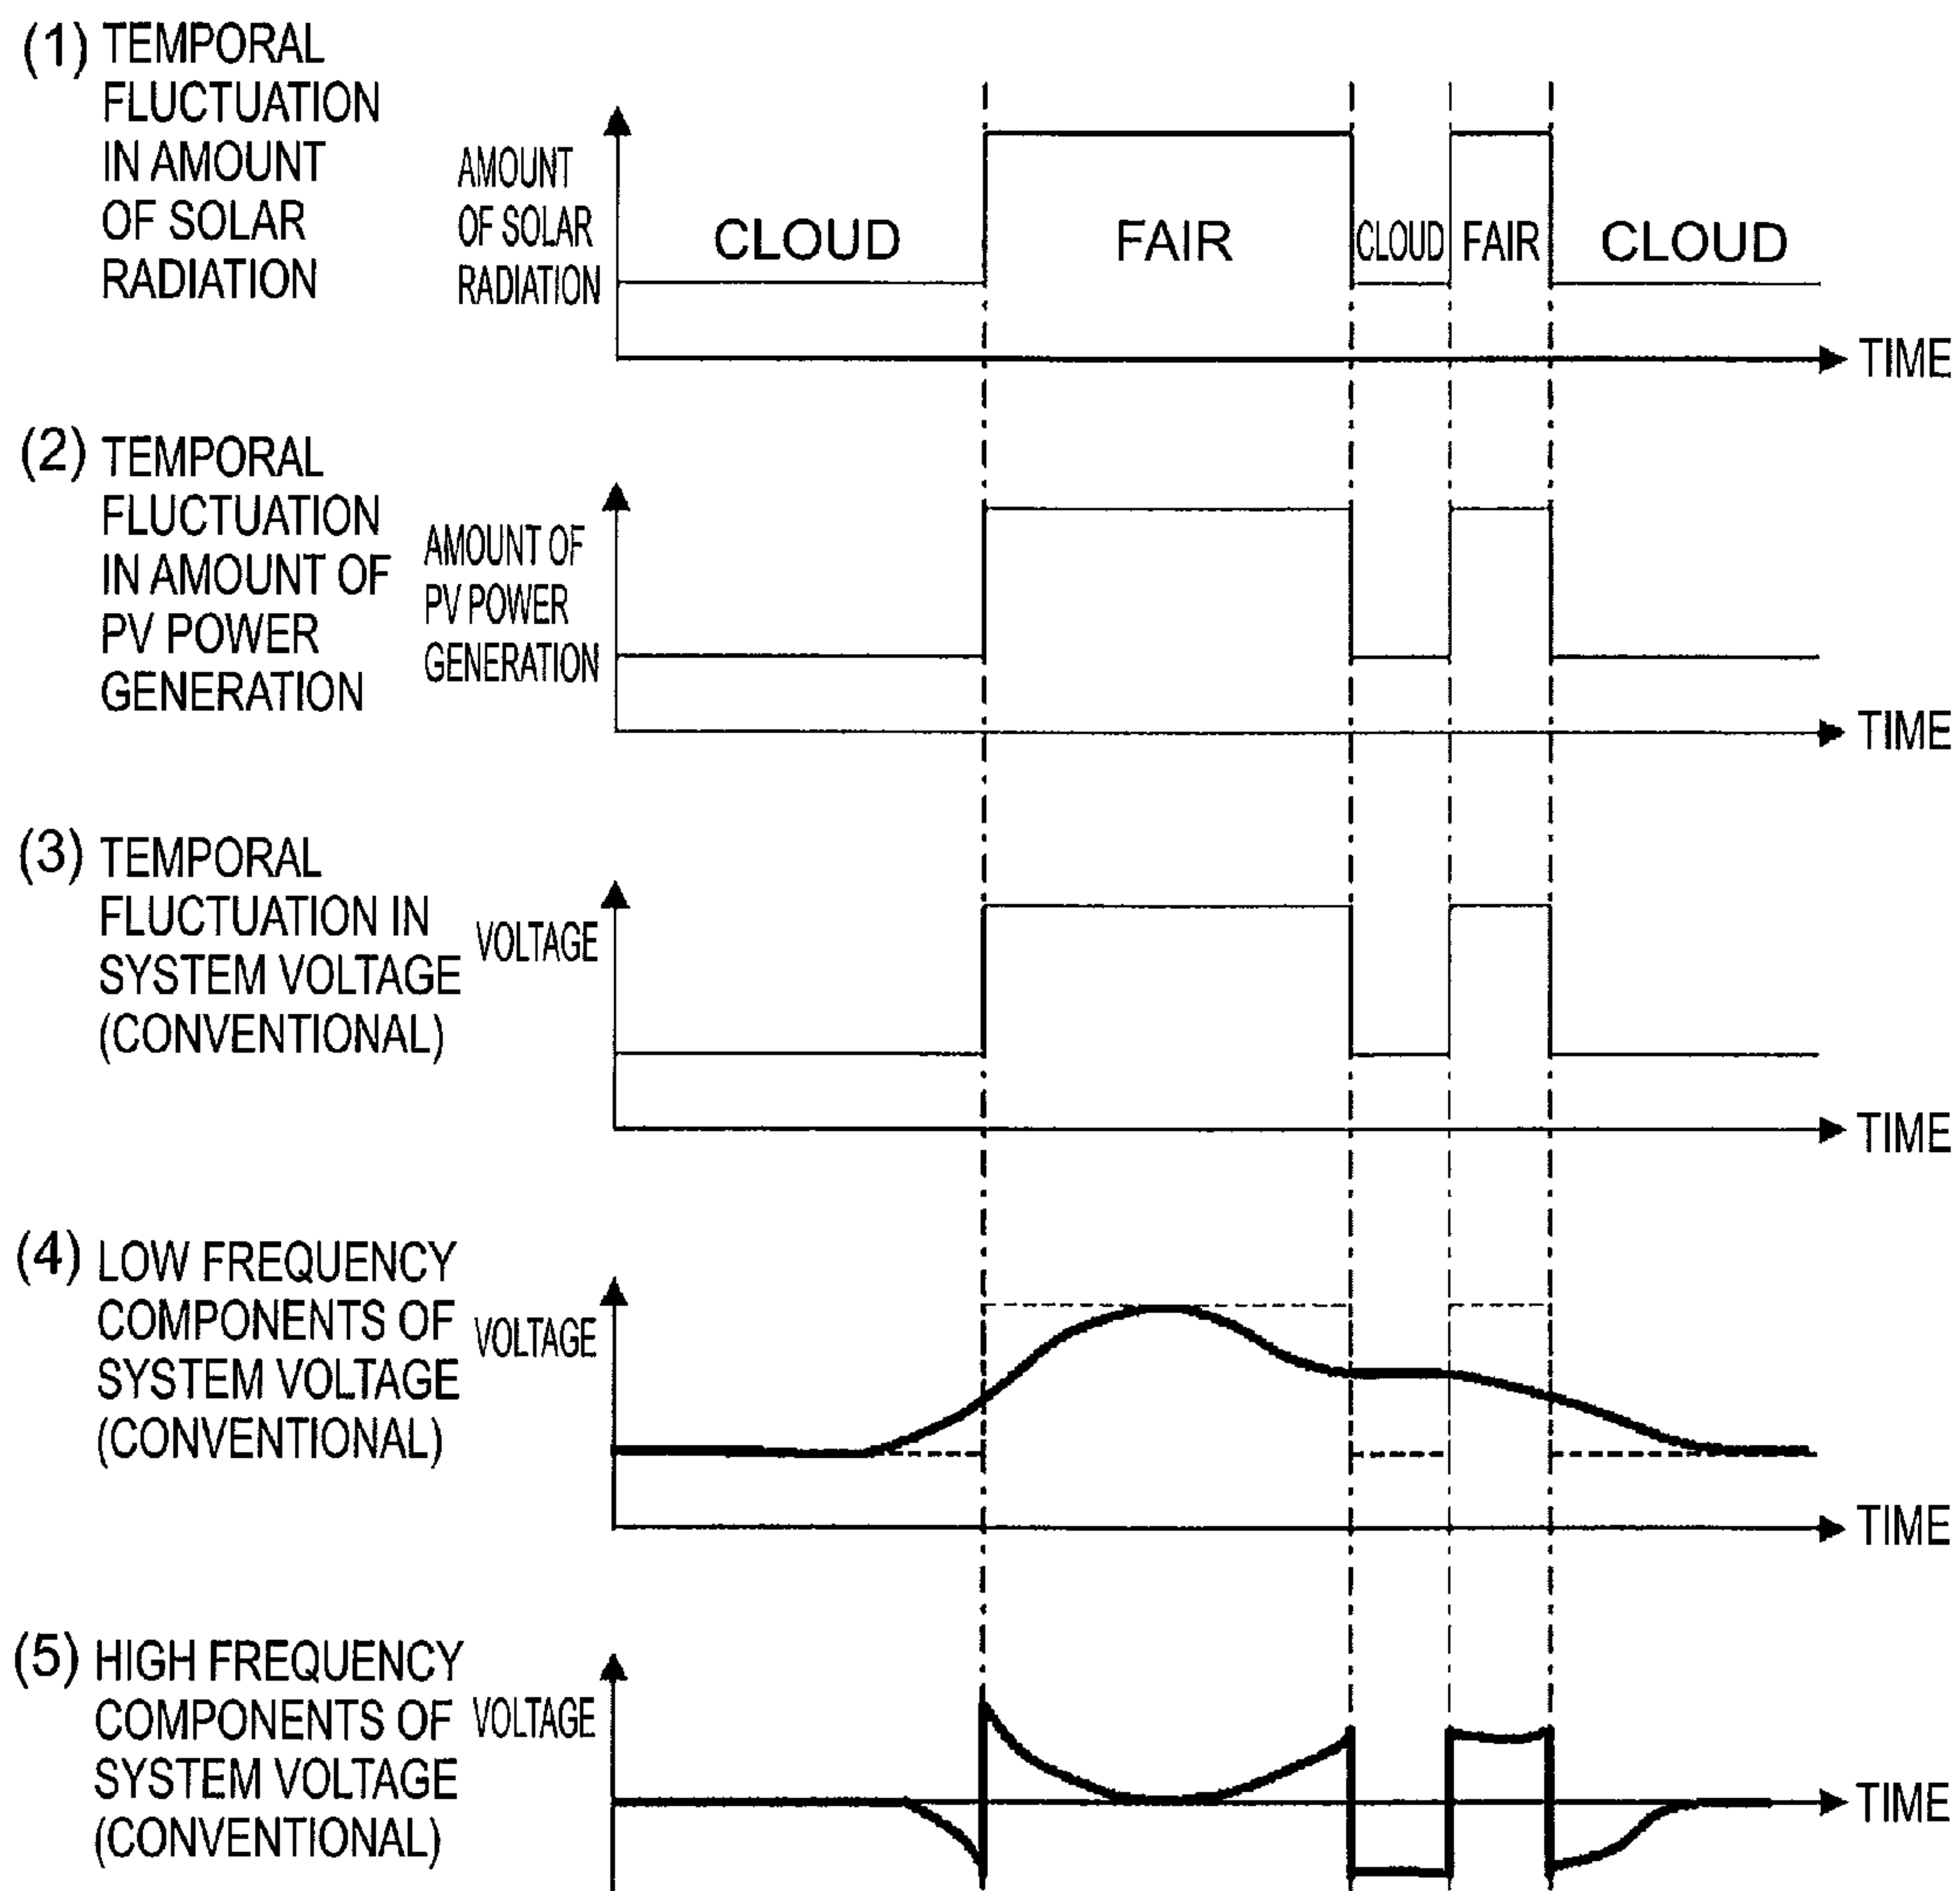 (1) TEMPORAL
FLUCTUATION
IN AMOUNT
OF SOLAR
RADIATION
AMOUNT
OF SOLAR
RADIATION
CLOUD
FAIR
CLOUD
FAIR
CLOUD
TIME
(2) TEMPORAL
FLUCTUATION
IN AMOUNT OF
PV POWER
GENERATION
AMOUNT OF
PV POWER
GENERATION
TIME
(3) TEMPORAL
FLUCTUATION IN
SYSTEM VOLTAGE
(CONVENTIONAL)
VOLTAGE
TIME
(4) LOW FREQUENCY
COMPONENTS OF
SYSTEM VOLTAGE
(CONVENTIONAL)
VOLTAGE
TIME
(5) HIGH FREQUENCY
COMPONENTS OF
SYSTEM VOLTAGE
(CONVENTIONAL)
VOLTAGE
TIME